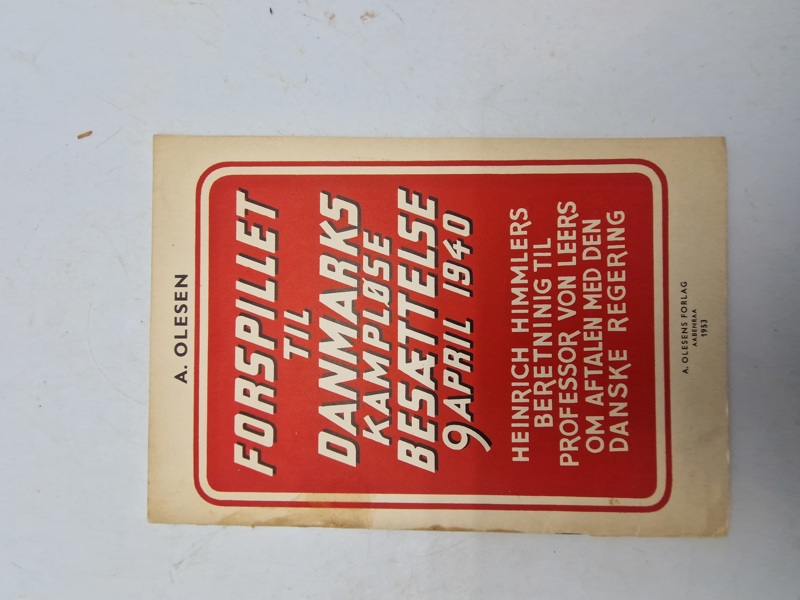 A. OLESEN
FORSPILLET
TIL
DANMARKS
KAMPLØSE
BESÆTTELSE
9 APRIL 1940
HEINRICH HIMMLERS
BERETNINIG TIL
PROFESSOR VON LEERS
OM AFTALEN MED DEN
DANSKE REGERING
A. OLESENS FORLAG
AABENRAA
1953